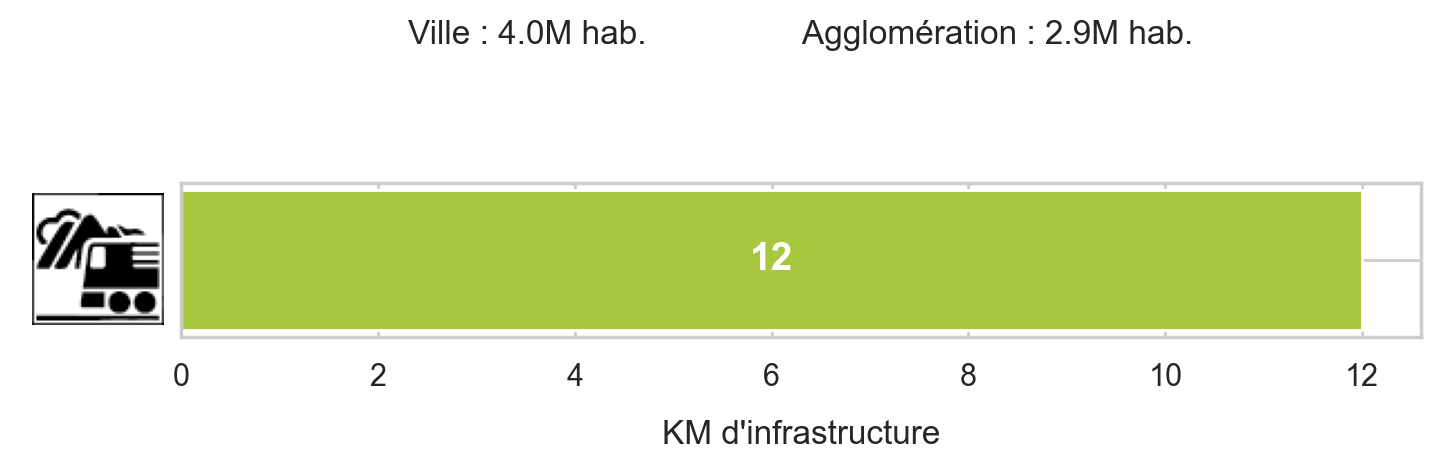 Ville : 4.0M hab. Agglomération : 2.9M hab.
12
0 2 4 6 8 10 12
KM d'infrastructure